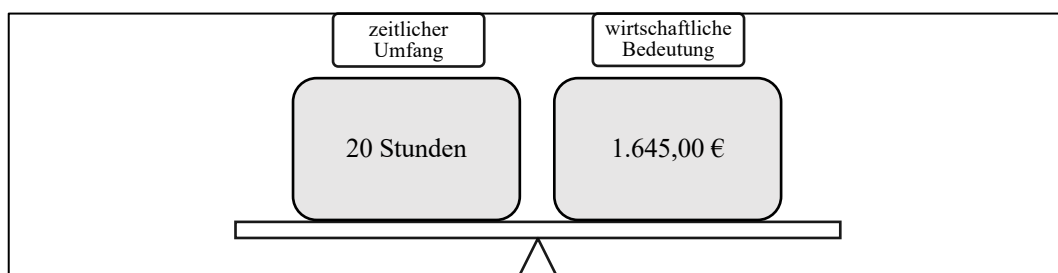 zeitlicher
Umfang
wirtschaftliche
Bedeutung
20 Stunden
1.645,00 €